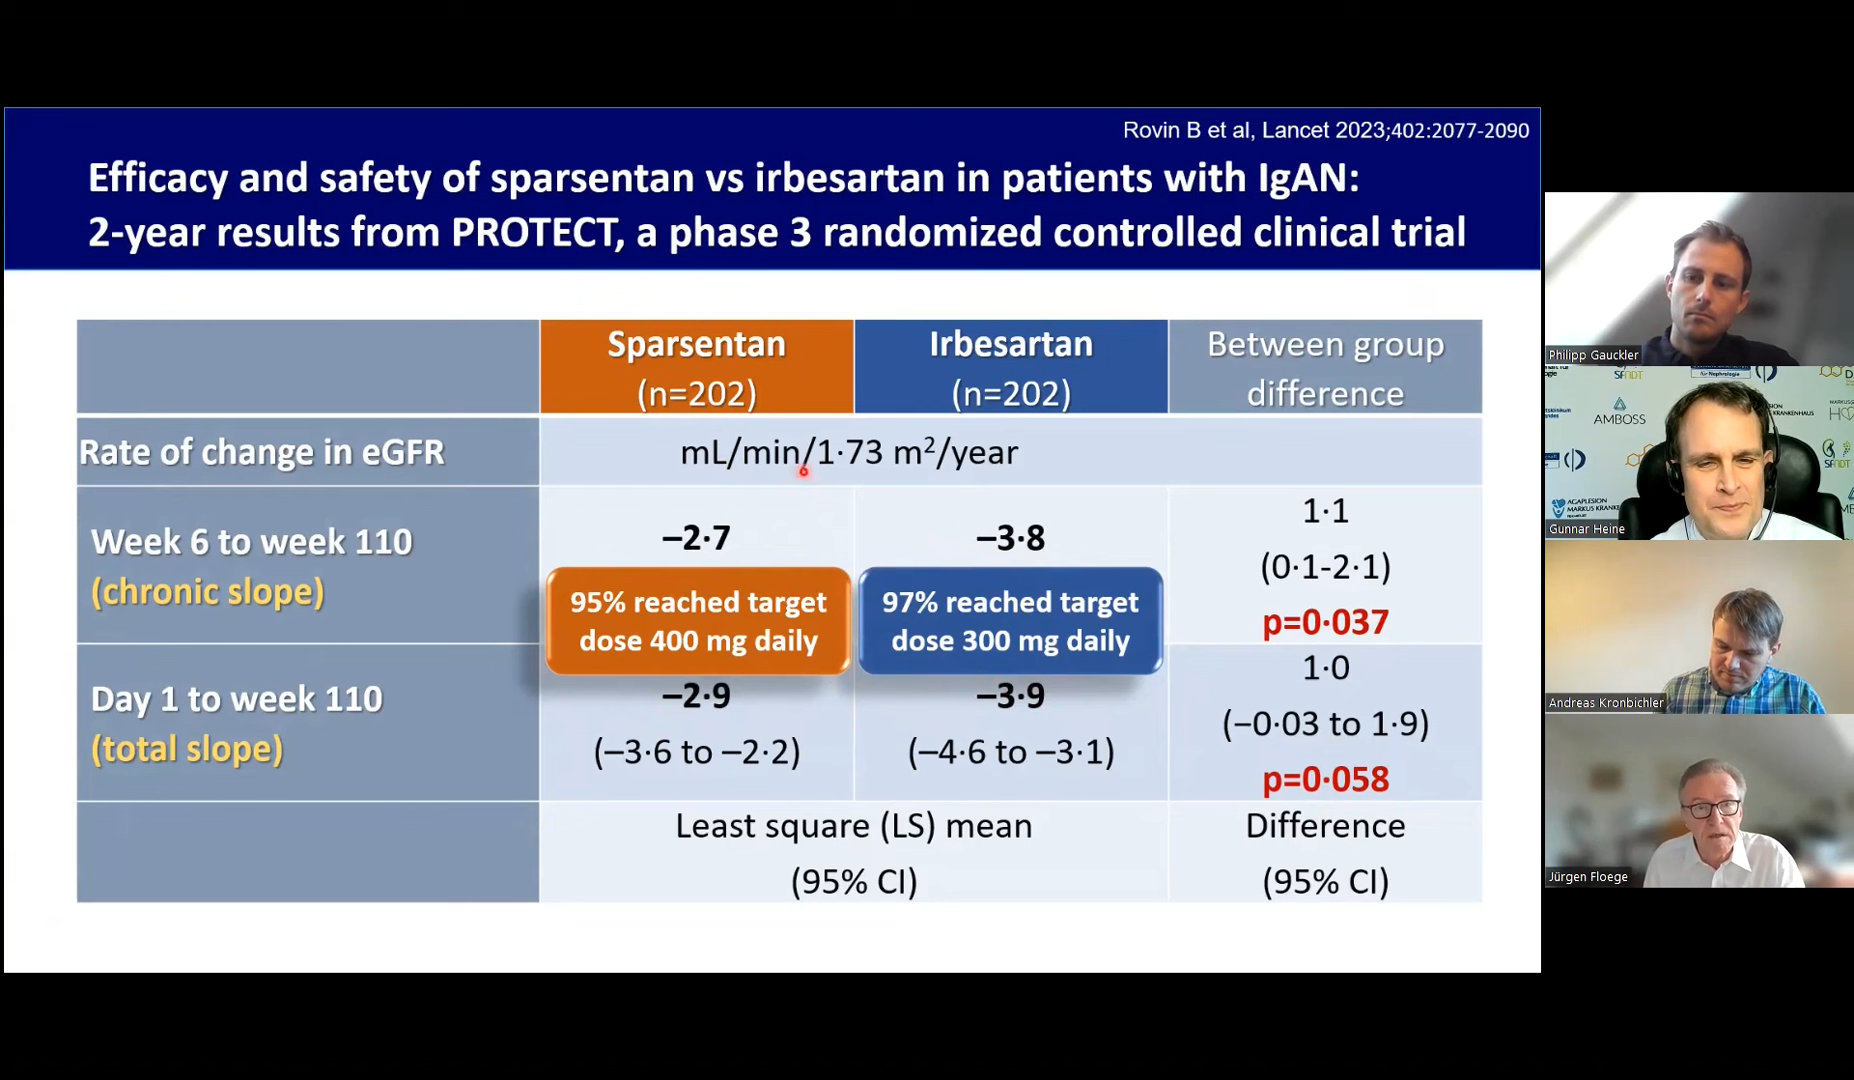 Rovin B et al, Lancet 2023;402:2077-2090
Efficacy and safety of sparsentan vs irbesartan in patients with IgAN:
2-year results from PROTECT, a phase 3 randomized controlled clinical trial
Sparsentan
(n=202)
Irbesartan
(n=202)
Between group
difference
Rate of change in eGFR
mL/min/1·73 m²/year
Week 6 to week 110
(chronic slope)
–2·7
–3·8
1·1
(0·1-2·1)
p=0·037
95% reached target
dose 400 mg daily
97% reached target
dose 300 mg daily
Day 1 to week 110
(total slope)
–2·9
(–3·6 to –2·2)
–3·9
(–4·6 to –3·1)
1·0
(−0·03 to 1·9)
p=0·058
Least square (LS) mean
(95% CI)
Difference
(95% CI)
Philipp Gauckler
AMBOSS
AGAPLESION
MARKUS KRANKE
Gunnar Heine
Andreas Kronbichler
Jürgen Floege